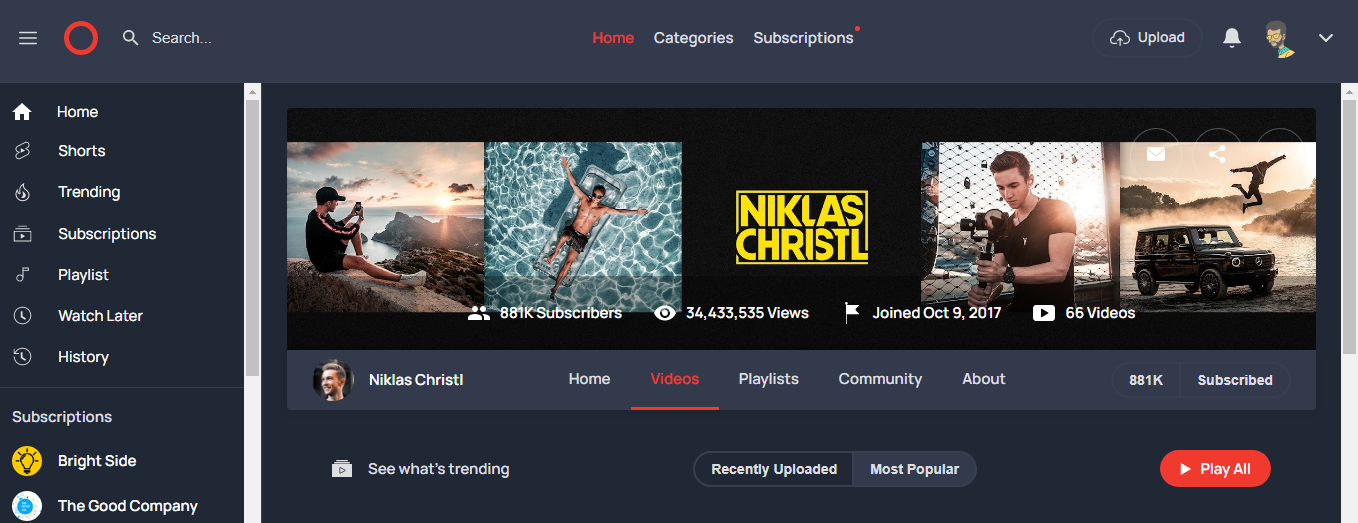 Search...
Home Categories Subscriptions
Upload
Home
Shorts
Trending
Subscriptions
Playlist
Watch Later
History
Subscriptions
Bright Side
The Good Company
NIKLAS
CHRISTL
881K Subscribers 34,433,535 Views Joined Oct 9, 2017 66 Videos
Niklas Christl Home Videos Playlists Community About 881K Subscribed
See what's trending Recently Uploaded Most Popular Play All